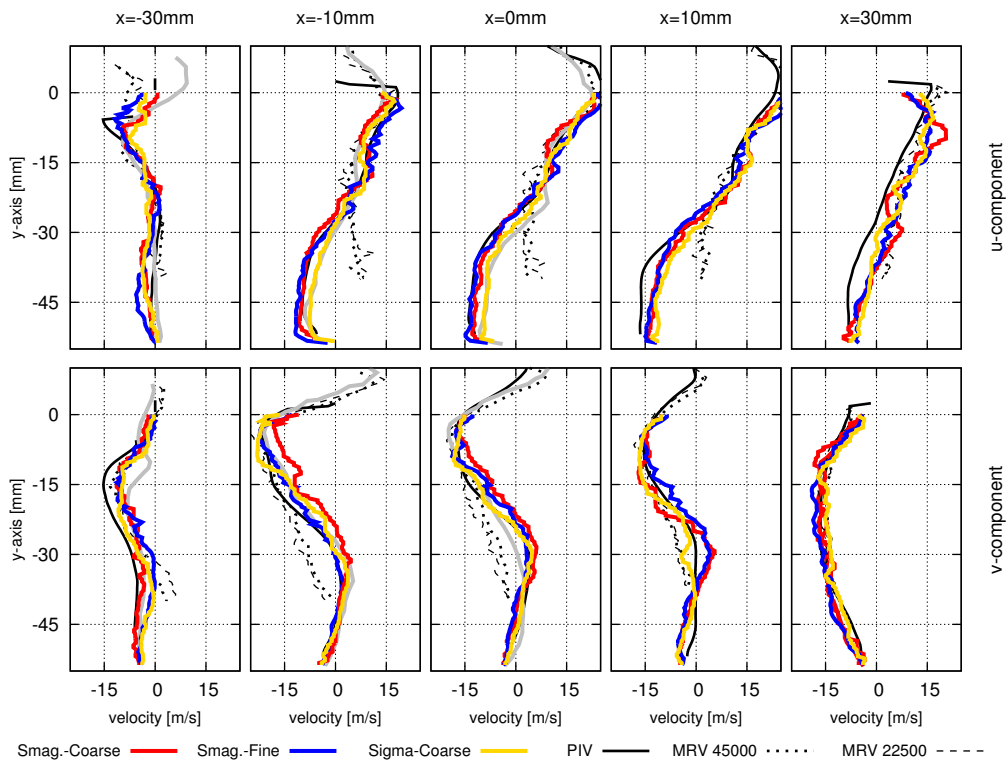 x=-30mm x=-10mm x=0mm x=10mm x=30mm
0
-15
-30
-45
y-axis [mm]
u-component
0
-15
-30
-45
y-axis [mm]
v-component
-15 0 15 -15 0 15 -15 0 15 -15 0 15 -15 0 15
velocity [m/s] velocity [m/s] velocity [m/s] velocity [m/s] velocity [m/s]
Smag.-Coarse Smag.-Fine Sigma-Coarse PIV MRV 45000 MRV 22500